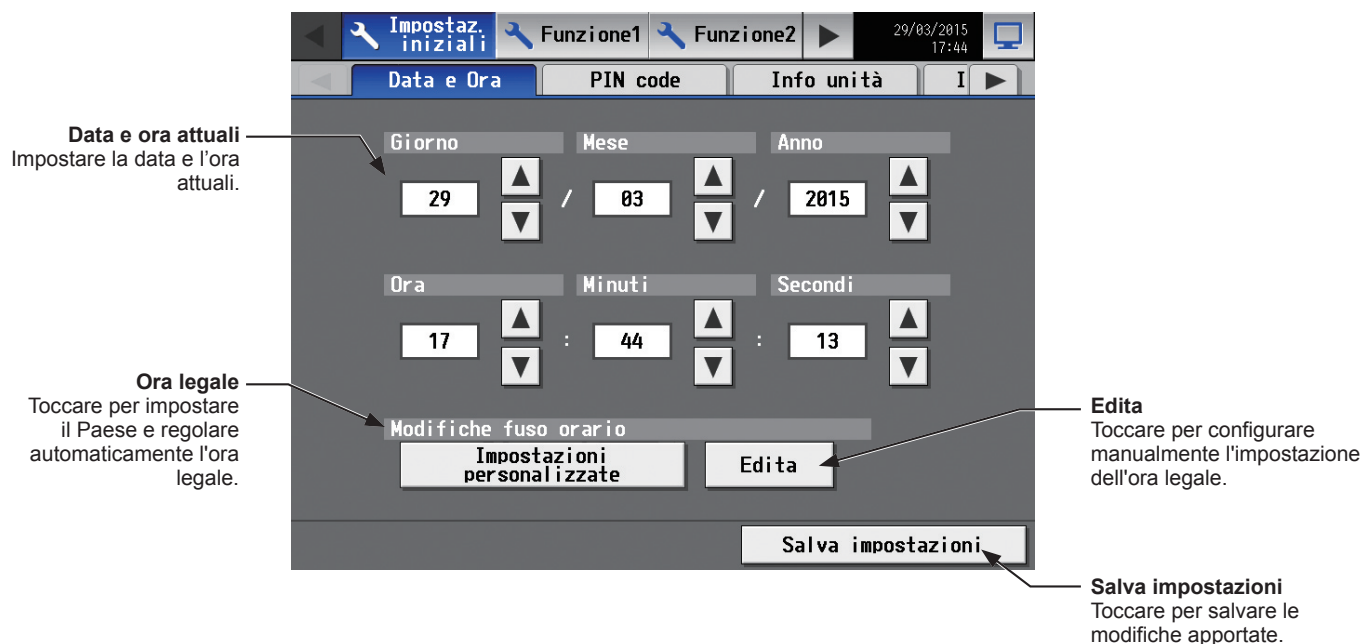 Impostaz. iniziali
Funzione1
Funzione2
29/03/2015
17:44
Data e Ora
PIN code
Info unità
I
Data e ora attuali
Impostare la data e l'ora
attuali.
Giorno
Mese
Anno
29 / 03 / 2015
Ora
Minuti
Secondi
17 : 44 : 13
Ora legale
Toccare per impostare
il Paese e regolare
automaticamente l'ora
legale.
Modifiche fuso orario
Impostazioni
personalizzate
Edita
Edita
Toccare per configurare
manualmente l'impostazione
dell'ora legale.
Salva impostazioni
Salva impostazioni
Toccare per salvare le
modifiche apportate.